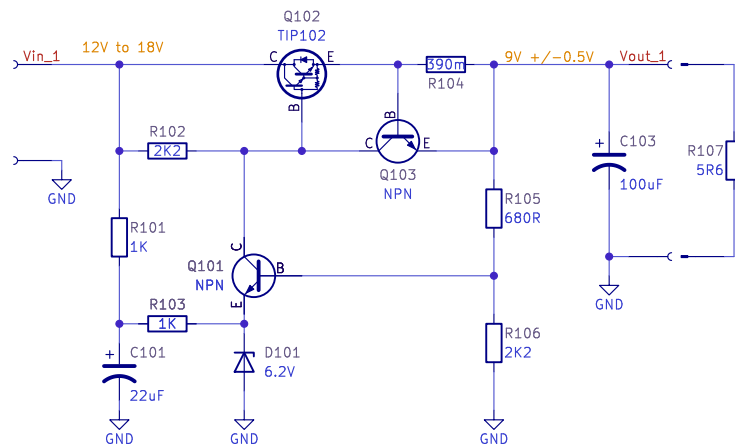 Q102
TIP102
Vin_1
12V to 18V
C
E
B
390m
R104
9V +/-0.5V
Vout_1
R102
2K2
B
C
E
Q103
NPN
+
C103
100uF
R107
5R6
GND
R101
1K
R105
680R
Q101
NPN
C
B
E
R103
1K
GND
+
C101
22uF
D101
6.2V
R106
2K2
GND
GND
GND